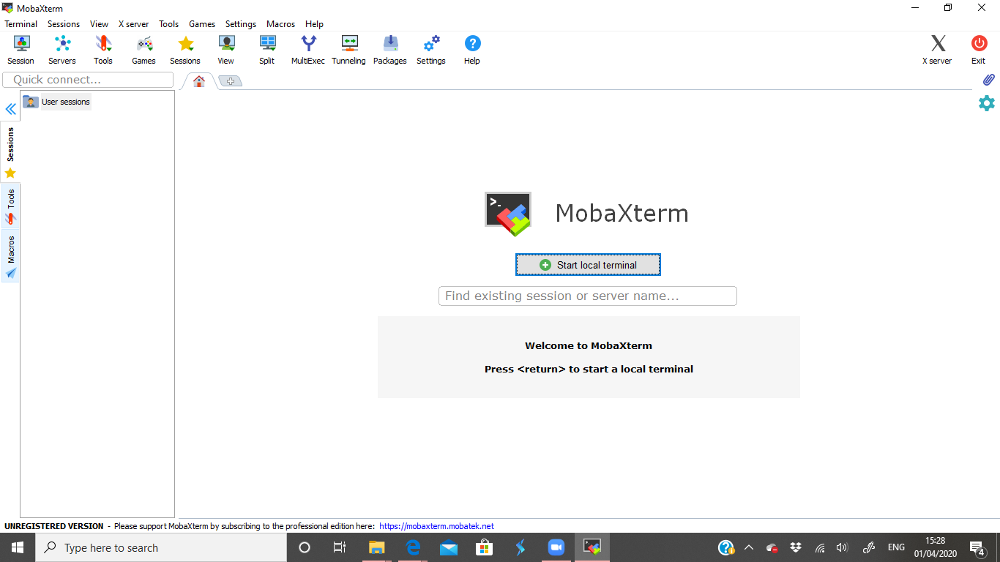 MobaXterm
Terminal Sessions View X server Tools Games Settings Macros Help
Session Servers Tools Games Sessions View Split MultiExec Tunneling Packages Settings Help X server Exit
Quick connect...
User sessions
Sessions
Tools
Macros
>_
MobaXterm
Start local terminal
Find existing session or server name...
Welcome to MobaXterm
Press <return> to start a local terminal
UNREGISTERED VERSION - Please support MobaXterm by subscribing to the professional edition here: https://mobaxterm.mobatek.net
Type here to search
ENG
15:28
01/04/2020
4